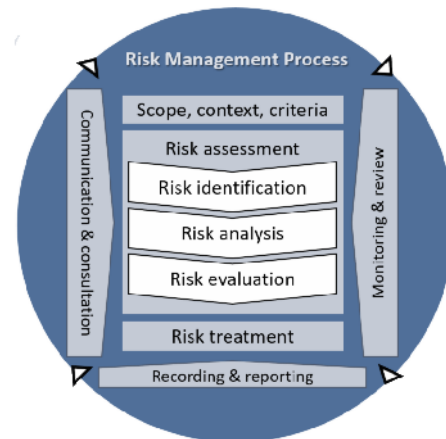 Risk Management Process
Scope, context, criteria
Risk assessment
Risk identification
Risk analysis
Risk evaluation
Risk treatment
Communication & consultation
Monitoring & review
Recording & reporting